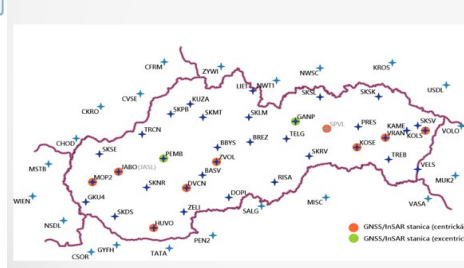 CFRM
ZYWI
NWSC
KROS
CVSE
KUZA
LIE1
NWT1
SKSL
SKSK
USDL
CKRO
SKPB
SKMT
SKLM
GANP
SPVL
PRES
KAME
SKSV
TRCN
VRAN
KOLS
VOLO
CHOD
SKSE
PEMB
BBYS
BREZ
TELG
KOSE
MSTB
JABO(JASL)
ZVOL
SKRV
TREB
VELS
MOP2
BASV
RISA
MUK2
SKNR
DVCN
WIEN
GKU4
DOPL
MISC
VASA
SKDS
ZELI
SALG
NSDL
HUVO
GNSS/InSAR stanica (centrick
PEN2
GNSS/InSAR stanica (excentric
CSOR
GYFH
TATA